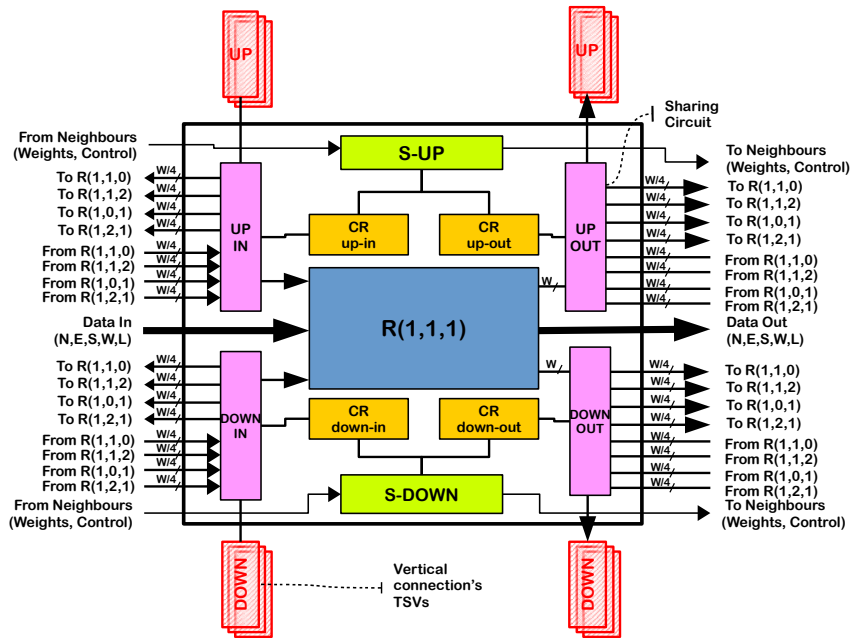 UP
UP
Sharing
Circuit
From Neighbours
(Weights, Control)
S-UP
To Neighbours
(Weights, Control)
To R(1,1,0)
W/4
To R(1,1,2)
W/4
To R(1,0,1)
W/4
To R(1,2,1)
W/4
From R(1,1,0)
W/4
From R(1,1,2)
W/4
From R(1,0,1)
W/4
From R(1,2,1)
W/4
UP
IN
CR
up-in
CR
up-out
UP
OUT
W/4
To R(1,1,0)
W/4
To R(1,1,2)
W/4
To R(1,0,1)
W/4
To R(1,2,1)
W/4
From R(1,1,0)
W/4
From R(1,1,2)
W/4
From R(1,0,1)
W/4
From R(1,2,1)
W
Data In
(N,E,S,W,L)
R(1,1,1)
Data Out
(N,E,S,W,L)
W
To R(1,1,0)
W/4
To R(1,1,2)
W/4
To R(1,0,1)
W/4
To R(1,2,1)
W/4
From R(1,1,0)
W/4
From R(1,1,2)
W/4
From R(1,0,1)
W/4
From R(1,2,1)
W/4
DOWN
IN
CR
down-in
CR
down-out
DOWN
OUT
W/4
To R(1,1,0)
W/4
To R(1,1,2)
W/4
To R(1,0,1)
W/4
To R(1,2,1)
W/4
From R(1,1,0)
W/4
From R(1,1,2)
W/4
From R(1,0,1)
W/4
From R(1,2,1)
From Neighbours
(Weights, Control)
S-DOWN
To Neighbours
(Weights, Control)
DOWN
Vertical
connection's
TSVs
DOWN